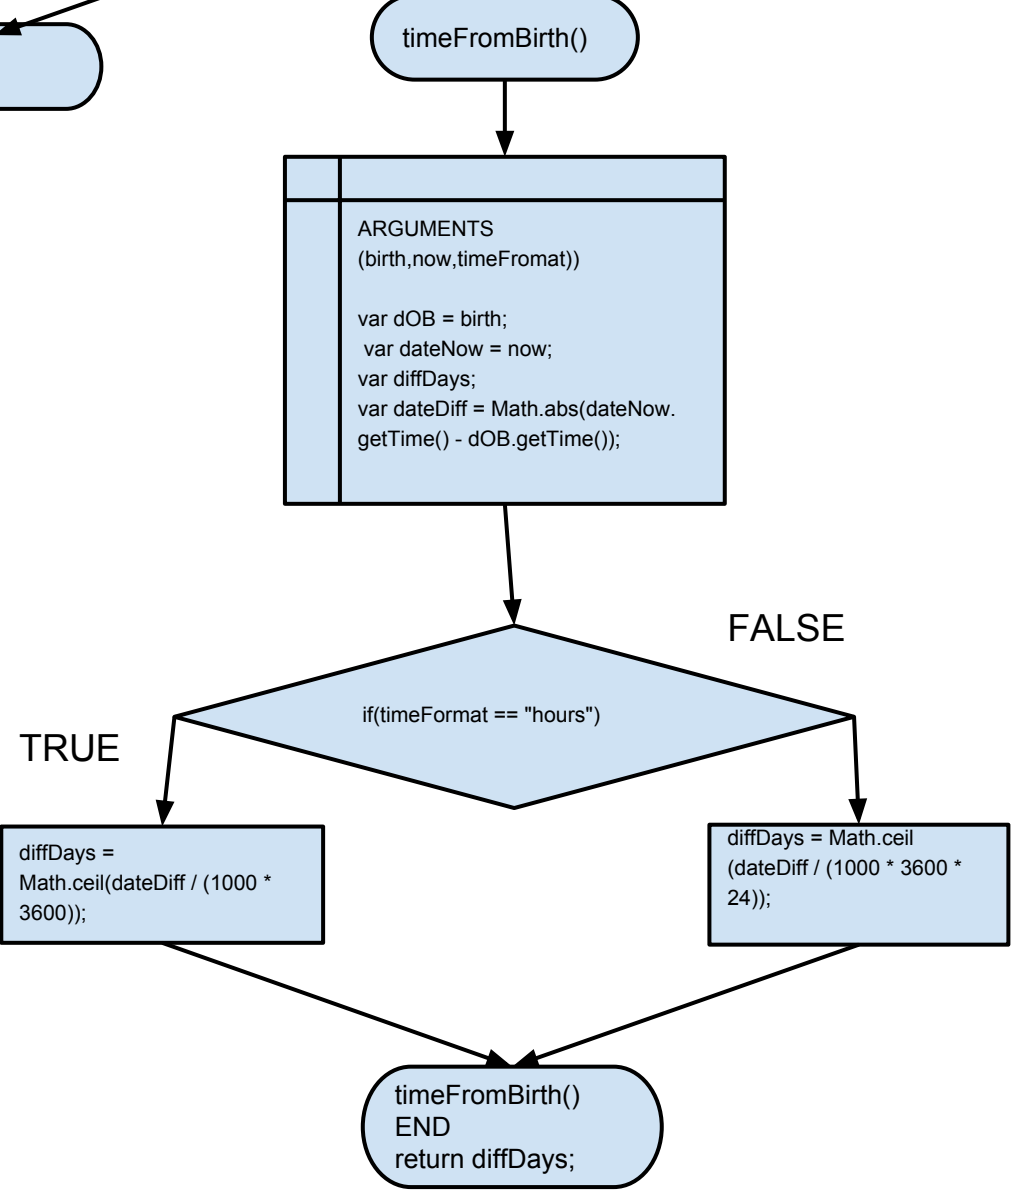 timeFromBirth()
ARGUMENTS
(birth,now,timeFromat))
var dOB = birth;
var dateNow = now;
var diffDays;
var dateDiff = Math.abs(dateNow.
getTime() - dOB.getTime());
FALSE
if(timeFormat == "hours")
TRUE
diffDays =
Math.ceil(dateDiff / (1000 *
3600));
diffDays = Math.ceil
(dateDiff / (1000 * 3600 *
24));
timeFromBirth()
END
return diffDays;